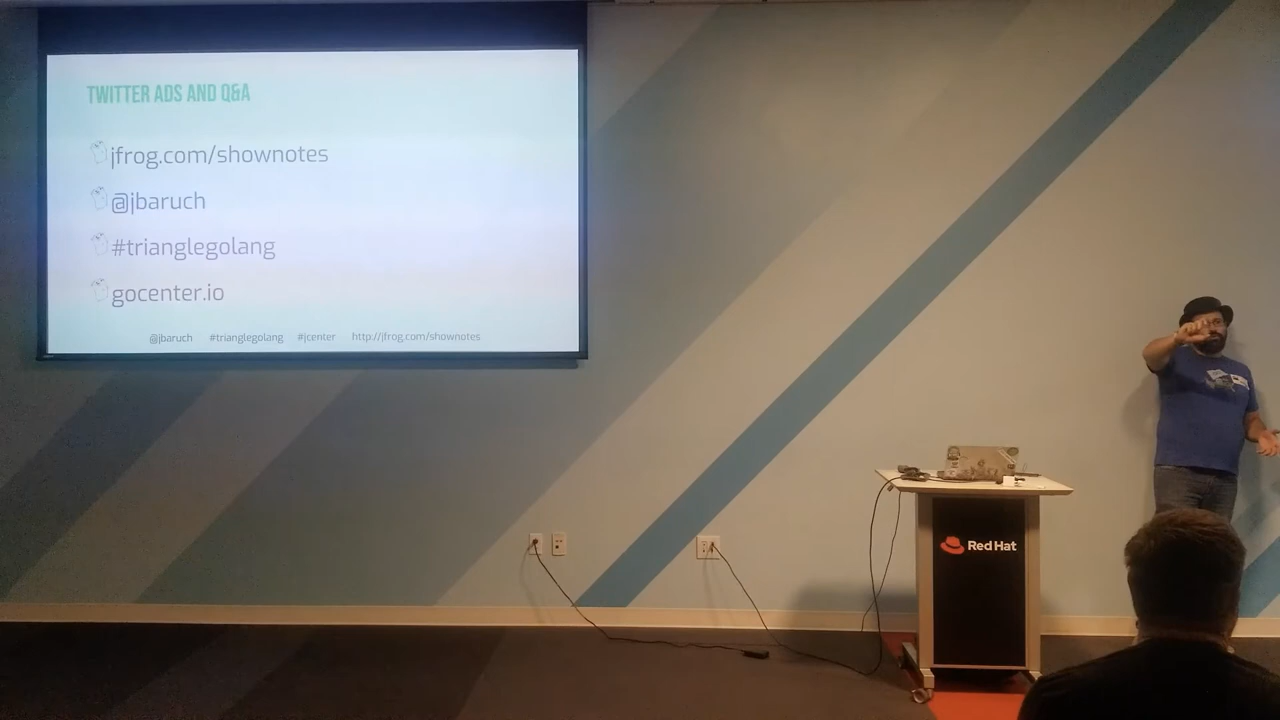 TWITTER ADS AND Q&A
jfrog.com/shownotes
@jbaruch
#trianglegolang
gocenter.io
@jbaruch #trianglegolang #jcenter http://jfrog.com/shownotes
Red Hat